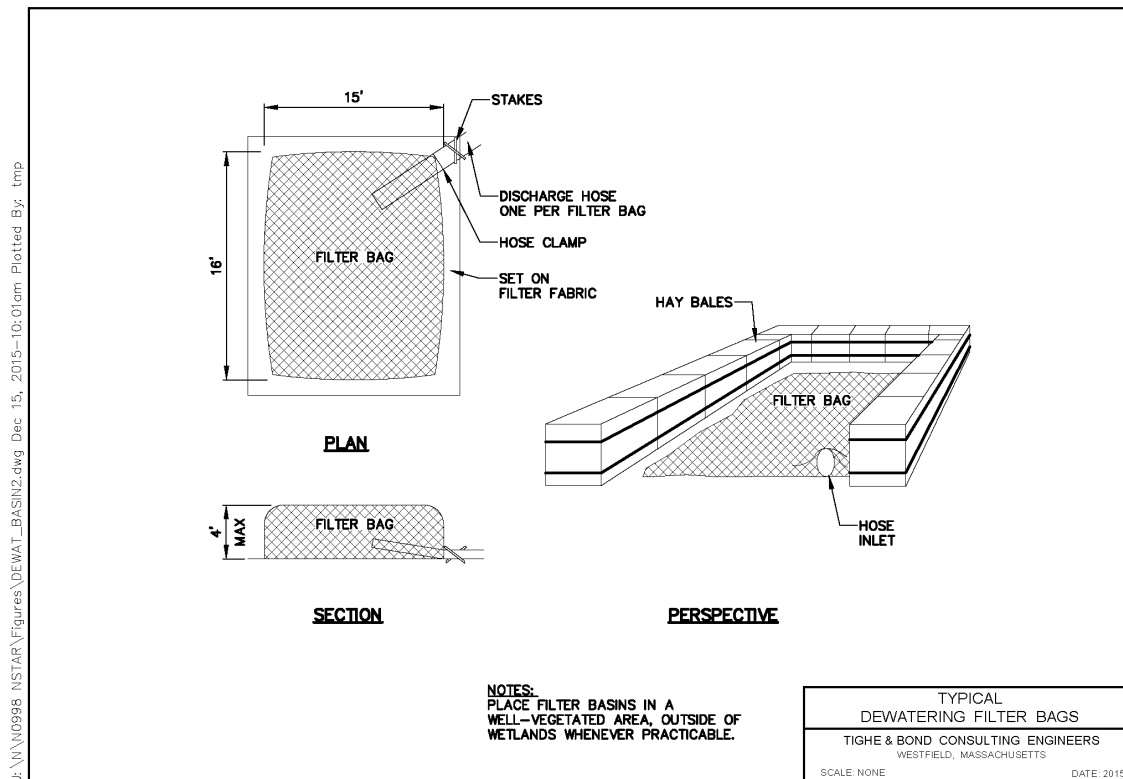 J: \N\N0998 NSTAR\Figures\DEWAT_BASIN2.dwg Dec 15, 2015-10:01am Plotted By: tmp
15'
STAKES
16'
DISCHARGE HOSE
ONE PER FILTER BAG
HOSE CLAMP
FILTER BAG
SET ON
FILTER FABRIC
PLAN
HAY BALES
FILTER BAG
HOSE
INLET
PERSPECTIVE
4'
MAX
FILTER BAG
SECTION
NOTES:
PLACE FILTER BASINS IN A
WELL-VEGETATED AREA, OUTSIDE OF
WETLANDS WHENEVER PRACTICABLE.
TYPICAL
DEWATERING FILTER BAGS
TIGHE & BOND CONSULTING ENGINEERS
WESTFIELD, MASSACHUSETTS
SCALE: NONE
DATE: 2015